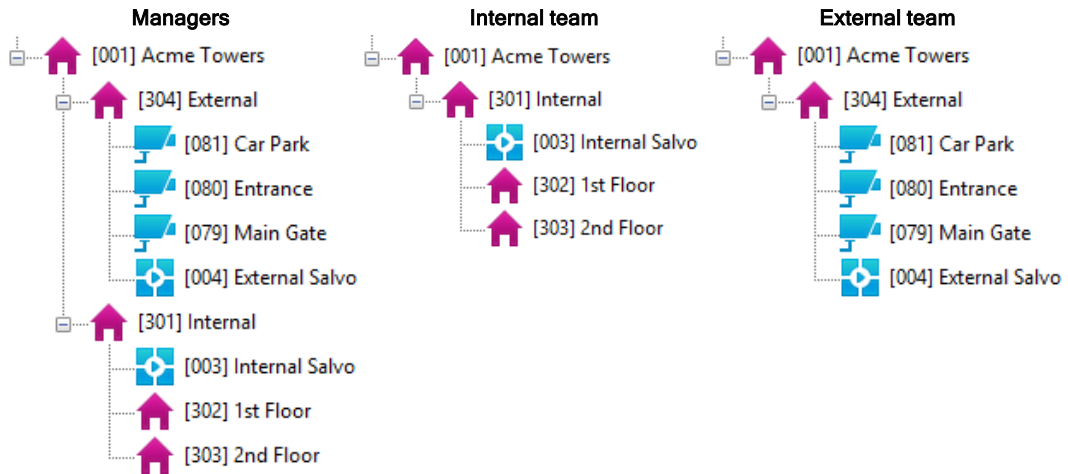 Managers
[001] Acme Towers
[304] External
[081] Car Park
[080] Entrance
[079] Main Gate
[004] External Salvo
[301] Internal
[003] Internal Salvo
[302] 1st Floor
[303] 2nd Floor
Internal team
[001] Acme Towers
[301] Internal
[003] Internal Salvo
[302] 1st Floor
[303] 2nd Floor
External team
[001] Acme Towers
[304] External
[081] Car Park
[080] Entrance
[079] Main Gate
[004] External Salvo